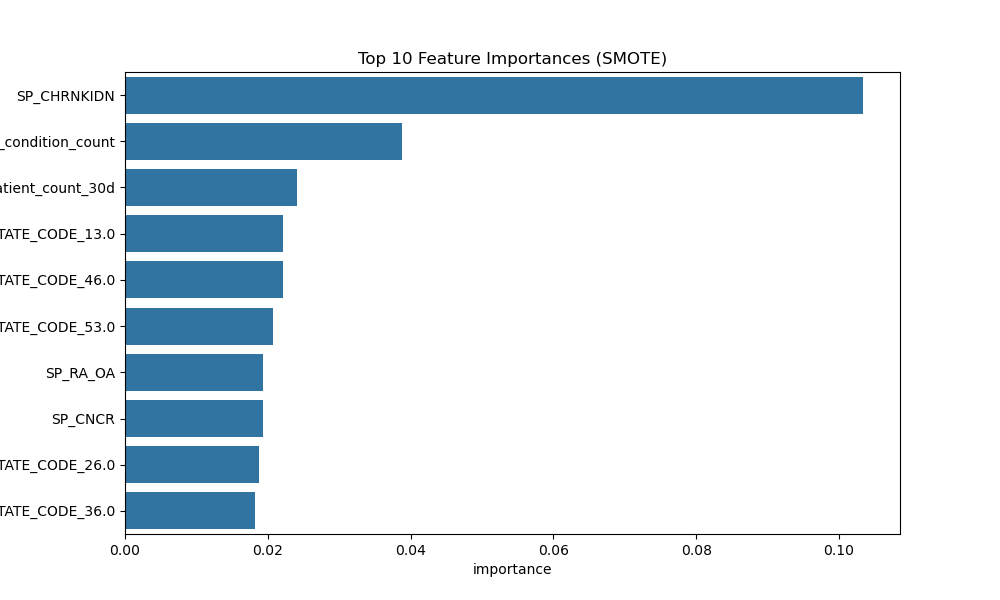 Top 10 Feature Importances (SMOTE)
SP_CHRNKIDN
_condition_count
atient_count_30d
TATE_CODE_13.0
TATE_CODE_46.0
TATE_CODE_53.0
SP_RA_OA
SP_CNCR
TATE_CODE_26.0
TATE_CODE_36.0
0.00 0.02 0.04 0.06 0.08 0.10
importance